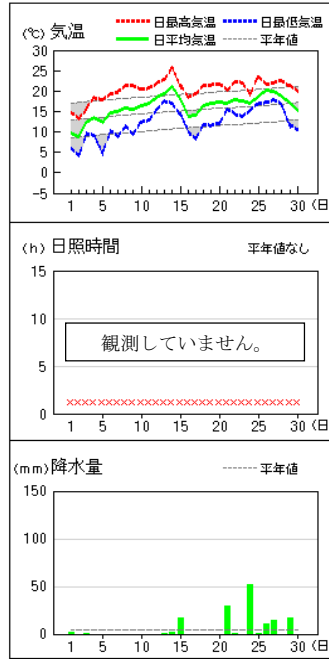 (℃) 気温
日最高気温 日最低気温
日平均気温 平年値
30
25
20
15
10
5
0
−5
1 5 10 15 20 25 30 (日
(h) 日照時間 平年値なし
15
10
観測していません。
5
0
1 5 10 15 20 25 30 (日
(mm) 降水量 平年値
150
100
50
0
1 5 10 15 20 25 30 (日